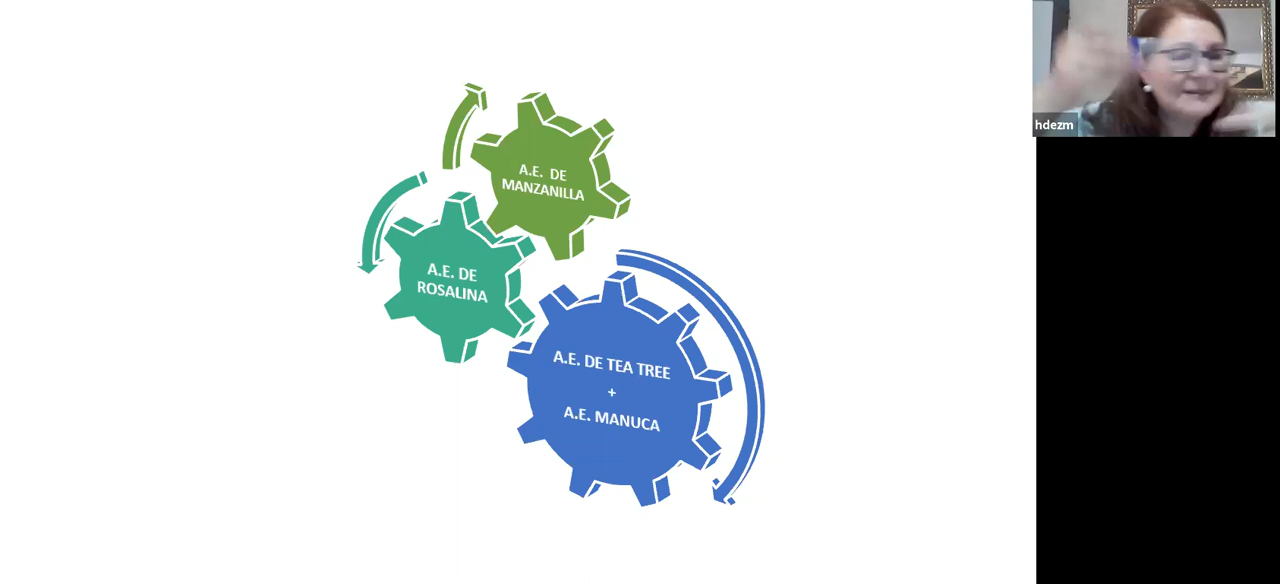 A.E. DE
MANZANILLA
A.E. DE
ROSALINA
A.E. DE TEA TREE
+
A.E. MANUCA
hdezm